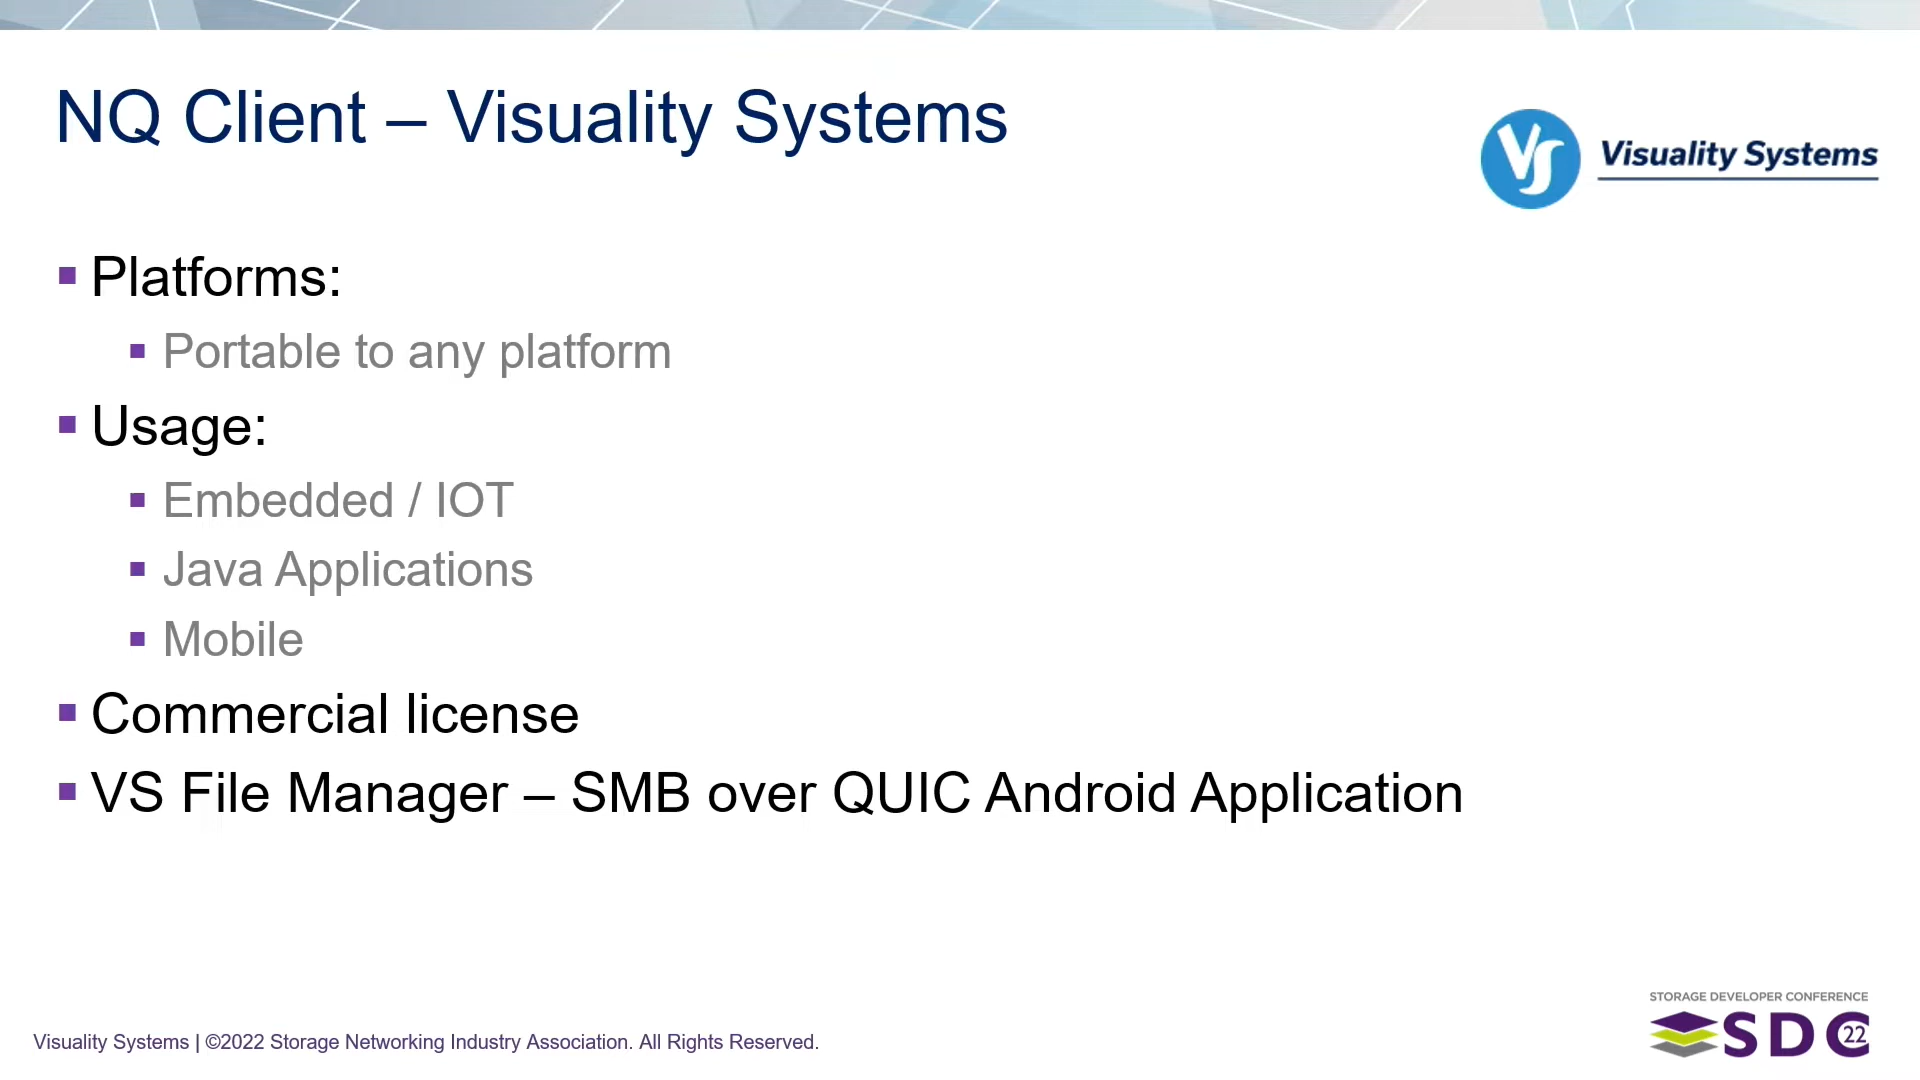 NQ Client – Visuality Systems
VS Visuality Systems
Platforms:
Portable to any platform
Usage:
Embedded / IOT
Java Applications
Mobile
Commercial license
VS File Manager – SMB over QUIC Android Application
STORAGE DEVELOPER CONFERENCE
SDC 22
Visuality Systems | ©2022 Storage Networking Industry Association. All Rights Reserved.